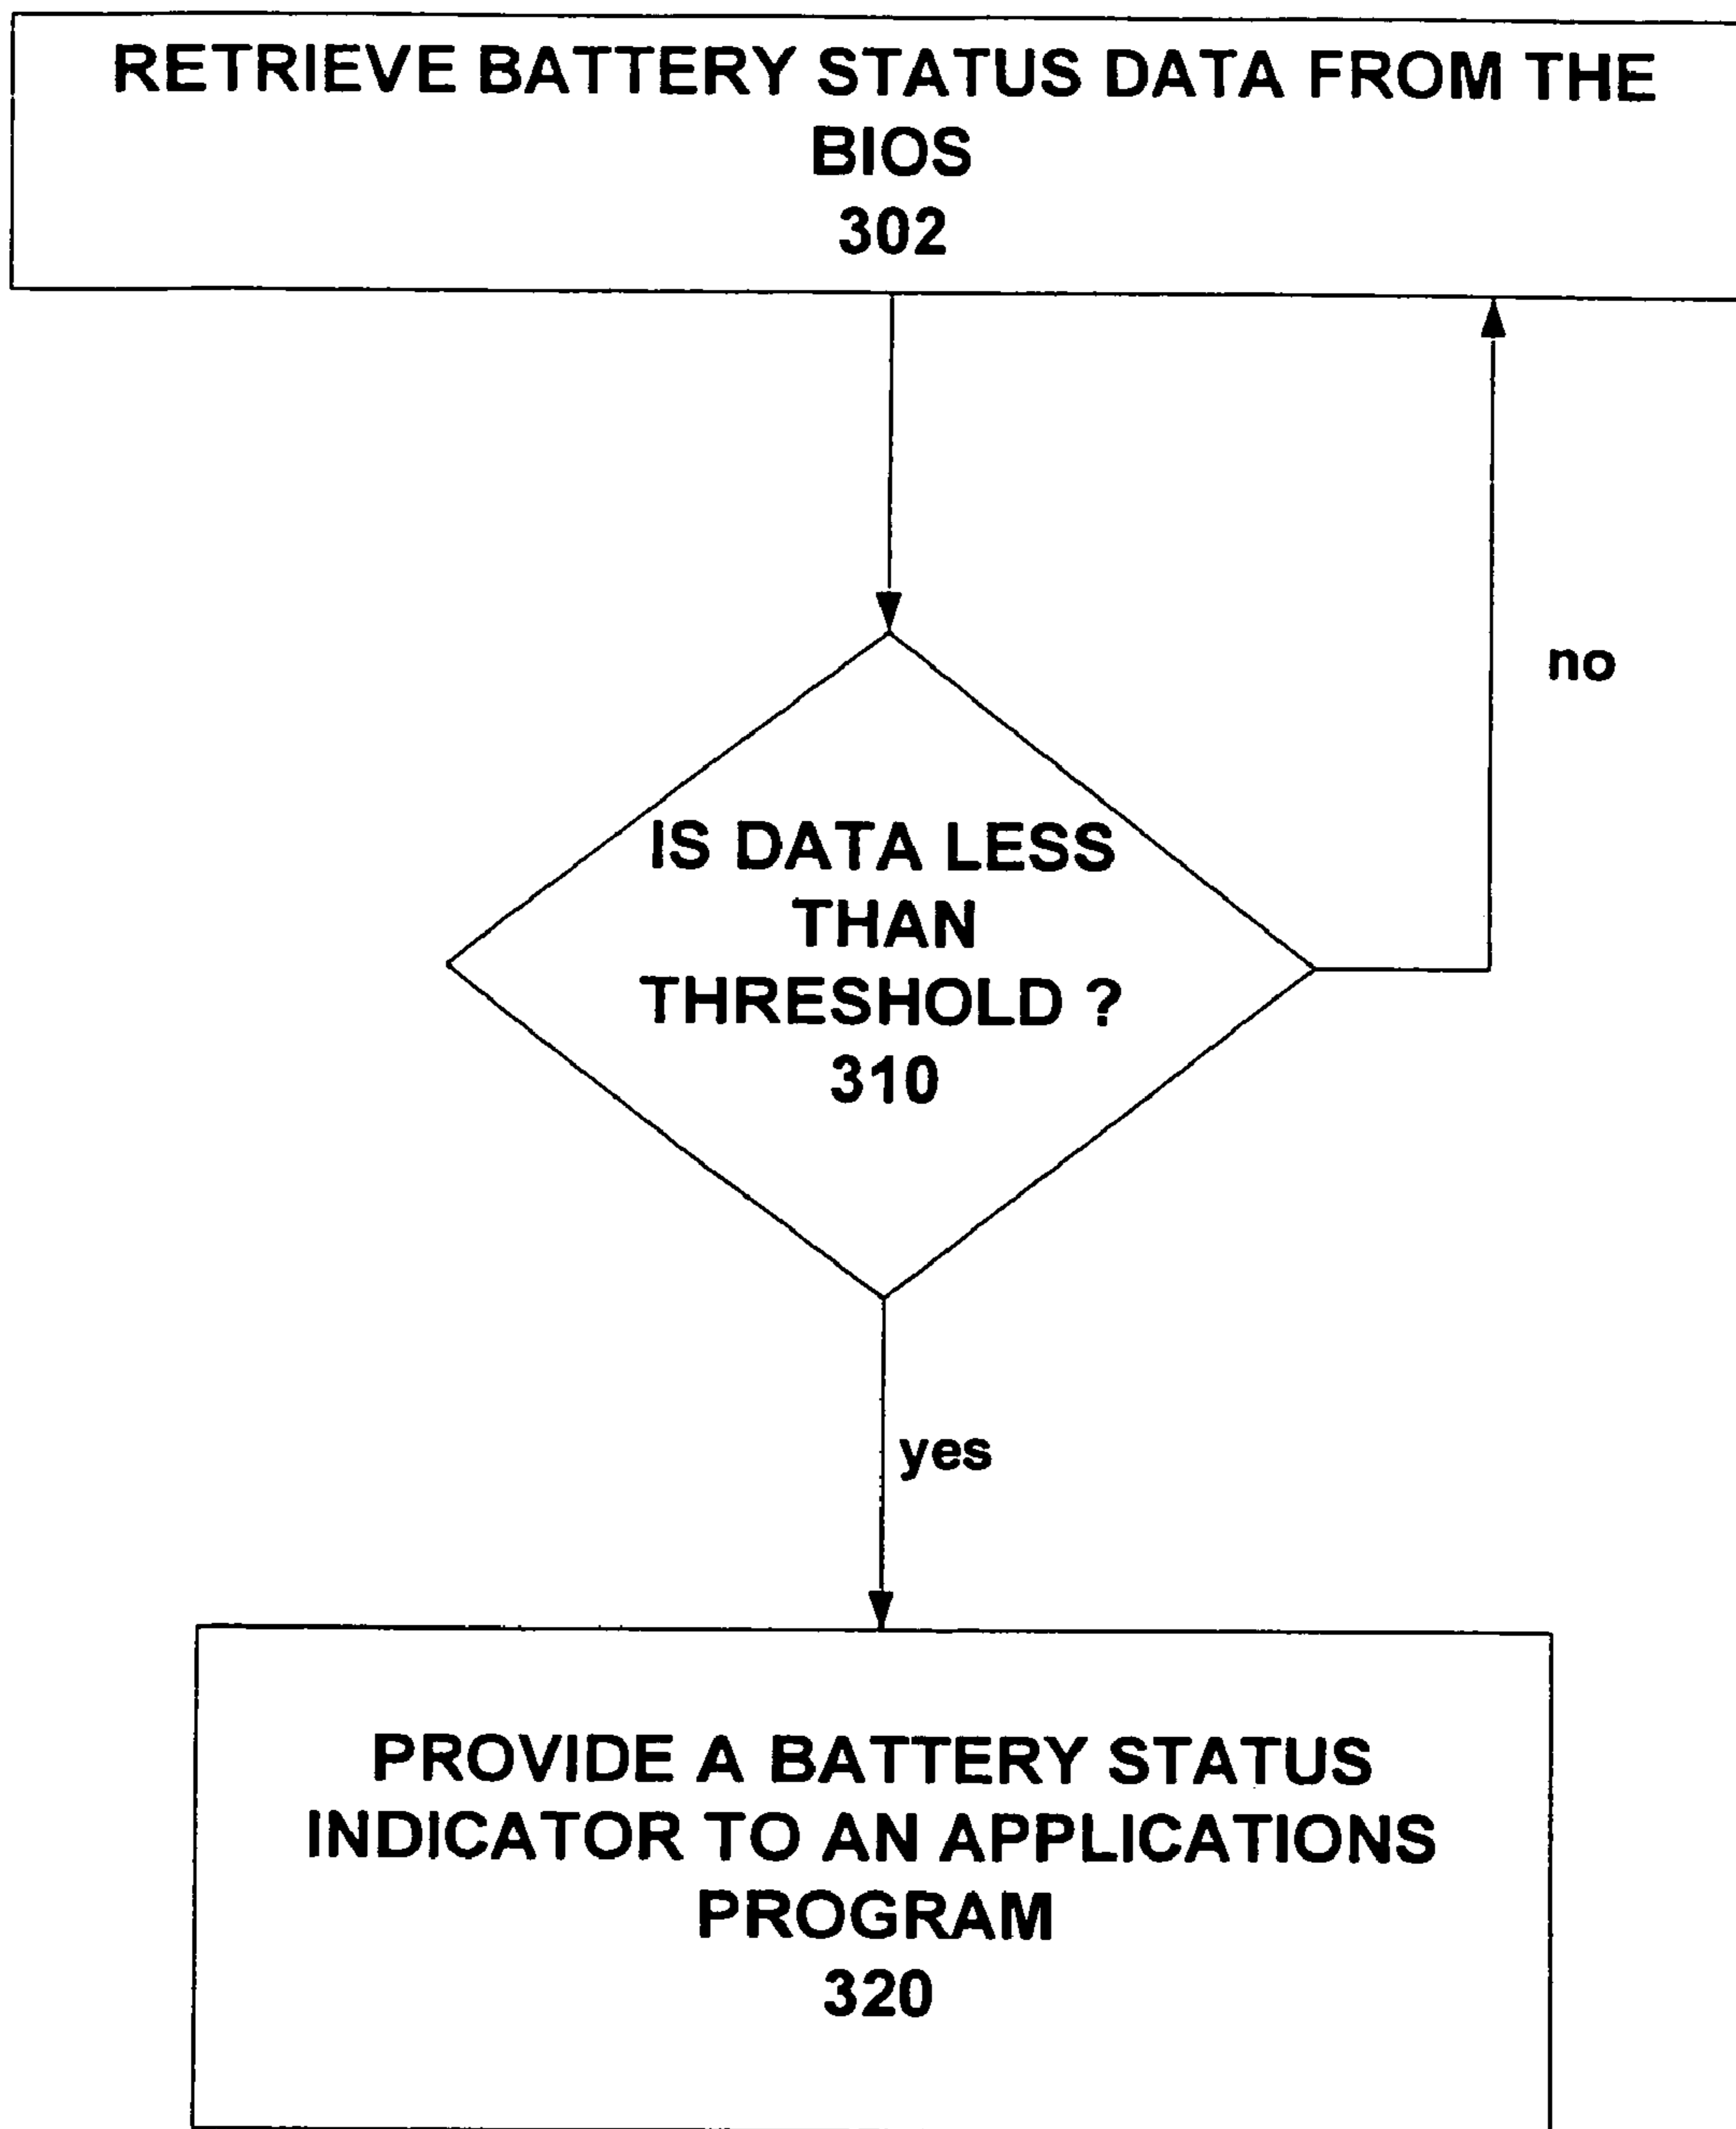 RETRIEVE BATTERY STATUS DATA FROM THE
BIOS
302
no
IS DATA LESS
THAN
THRESHOLD ?
310
yes
PROVIDE A BATTERY STATUS
INDICATOR TO AN APPLICATIONS
PROGRAM
320